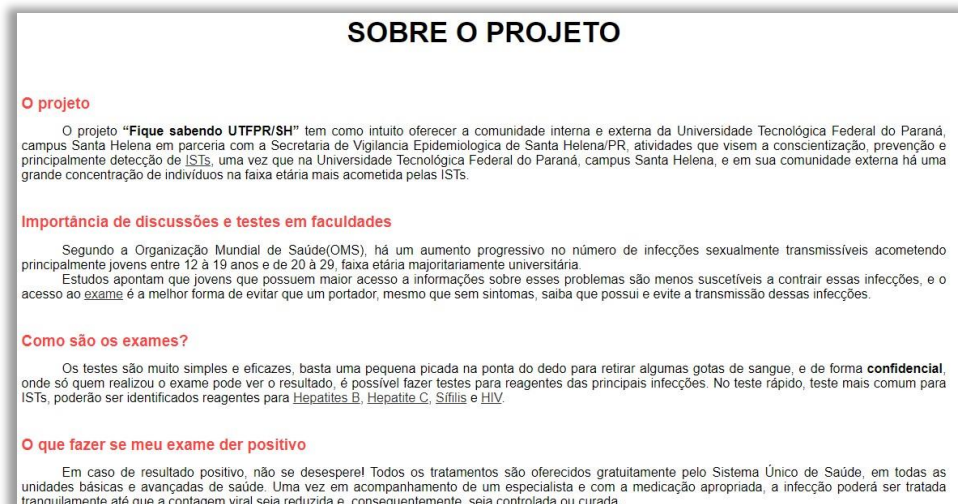 SOBRE O PROJETO
O projeto
O projeto “Fique sabendo UTFPR/SH” tem como intuito oferecer a comunidade interna e externa da Universidade Tecnológica Federal do Paraná,
campus Santa Helena em parceria com a Secretaria de Vigilancia Epidemiologica de Santa Helena/PR, atividades que visem a conscientização, prevenção e
principalmente detecção de ISTs, uma vez que na Universidade Tecnológica Federal do Paraná, campus Santa Helena, e em sua comunidade externa há uma
grande concentração de indivíduos na faixa etária mais acometida pelas ISTs.
Importância de discussões e testes em faculdades
Segundo a Organização Mundial de Saúde(OMS), há um aumento progressivo no número de infecções sexualmente transmissíveis acometendo
principalmente jovens entre 12 à 19 anos e de 20 à 29, faixa etária majoritariamente universitária.
Estudos apontam que jovens que possuem maior acesso a informações sobre esses problemas são menos suscetíveis a contrair essas infecções, e o
acesso ao exame é a melhor forma de evitar que um portador, mesmo que sem sintomas, saiba que possui e evite a transmissão dessas infecções.
Como são os exames?
Os testes são muito simples e eficazes, basta uma pequena picada na ponta do dedo para retirar algumas gotas de sangue, e de forma confidencial,
onde só quem realizou o exame pode ver o resultado, é possível fazer testes para reagentes das principais infecções. No teste rápido, teste mais comum para
ISTs, poderão ser identificados reagentes para Hepatites B, Hepatite C, Sífilis e HIV.
O que fazer se meu exame der positivo
Em caso de resultado positivo, não se desespere! Todos os tratamentos são oferecidos gratuitamente pelo Sistema Único de Saúde, em todas as
unidades básicas e avançadas de saúde. Uma vez em acompanhamento de um especialista e com a medicação apropriada, a infecção poderá ser tratada
tranquilamente até que a contagem viral seja reduzida e, consequentemente, seja controlada ou curada.